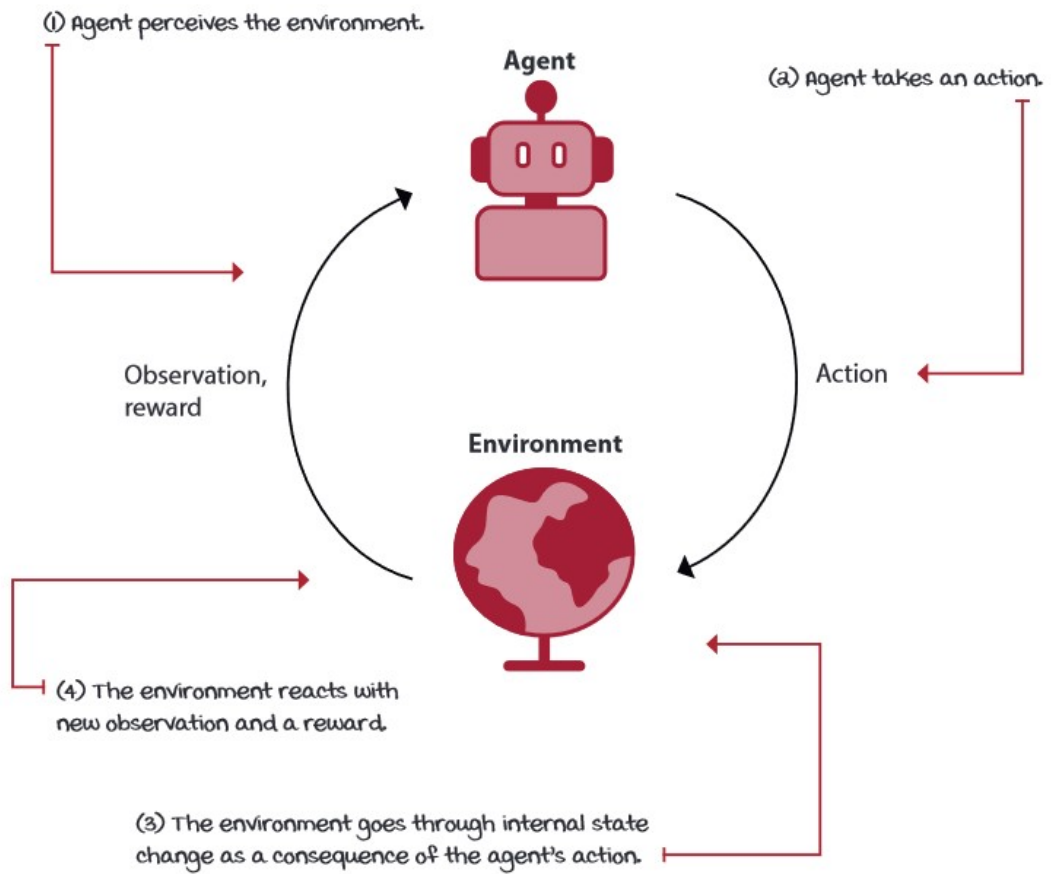 (1) Agent perceives the environment.
Agent
(2) Agent takes an action.
Observation,
reward
Action
Environment
(4) The environment reacts with
new observation and a reward.
(3) The environment goes through internal state
change as a consequence of the agent's action.